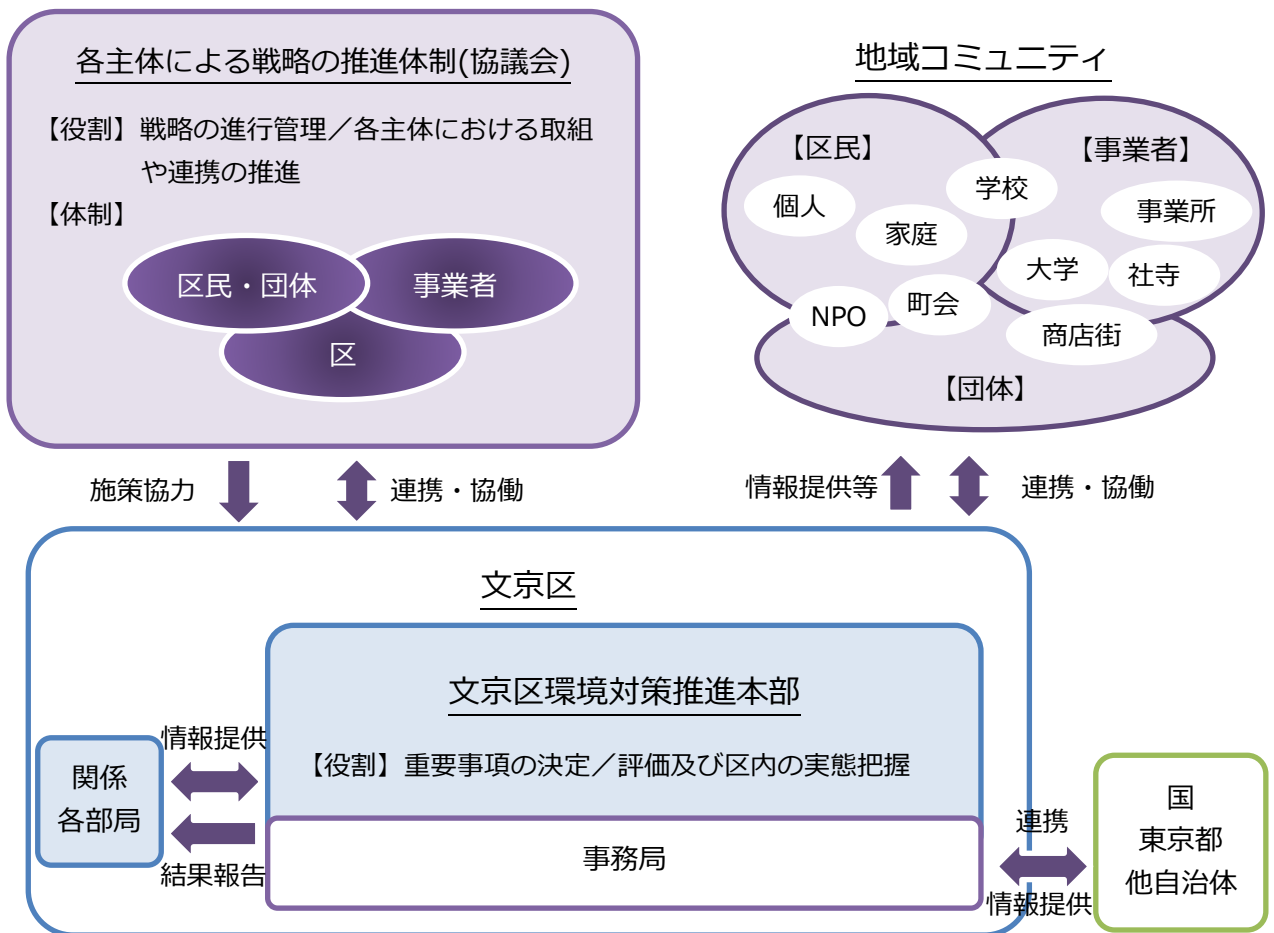 各主体による戦略の推進体制(協議会)
【役割】戦略の進行管理／各主体における取組
や連携の推進
【体制】
区民・団体
事業者
区
地域コミュニティ
【区民】
【事業者】
学校
個人
事業所
家庭
大学
社寺
NPO
町会
商店街
【団体】
施策協力
連携・協働
情報提供等
連携・協働
文京区
文京区環境対策推進本部
【役割】重要事項の決定／評価及び区内の実態把握
事務局
情報提供
関係
各部局
結果報告
連携
情報提供
国
東京都
他自治体